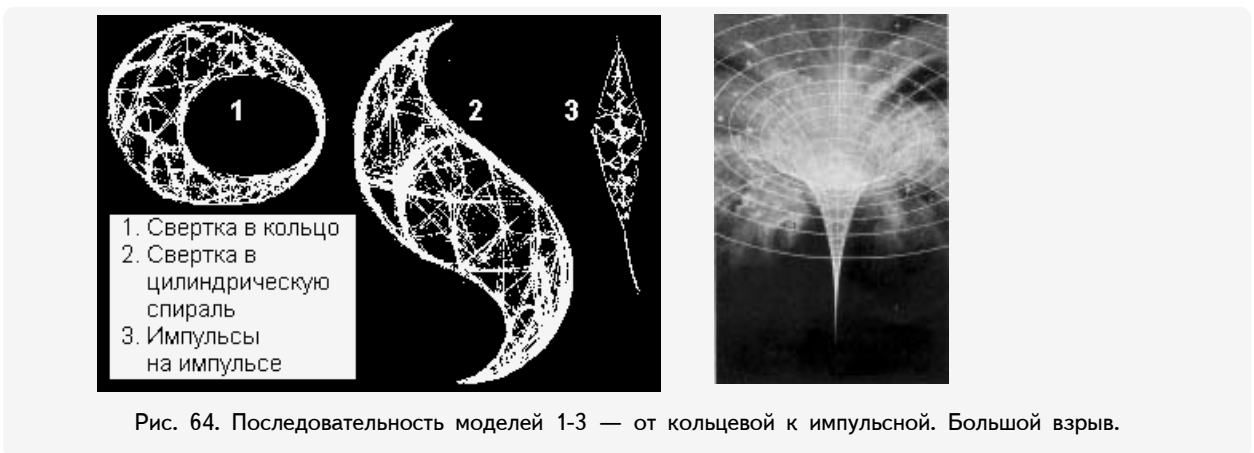 1
2
3
1. Свертка в кольцо
2. Свертка в
цилиндрическую
спираль
3. Импульсы
на импульсе
Рис. 64. Последовательность моделей 1-3 — от кольцевой к импульсной. Большой взрыв.